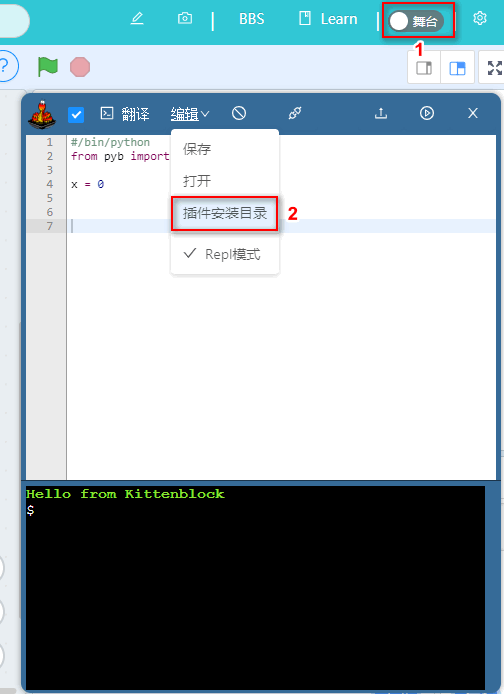 BBS Learn 舞台
1
?
翻译 编辑
1 #/bin/python
2 from pyb import
3
4 x = 0
5
6
7
保存
打开
插件安装目录 2
Repl模式
Hello from Kittenblock
$